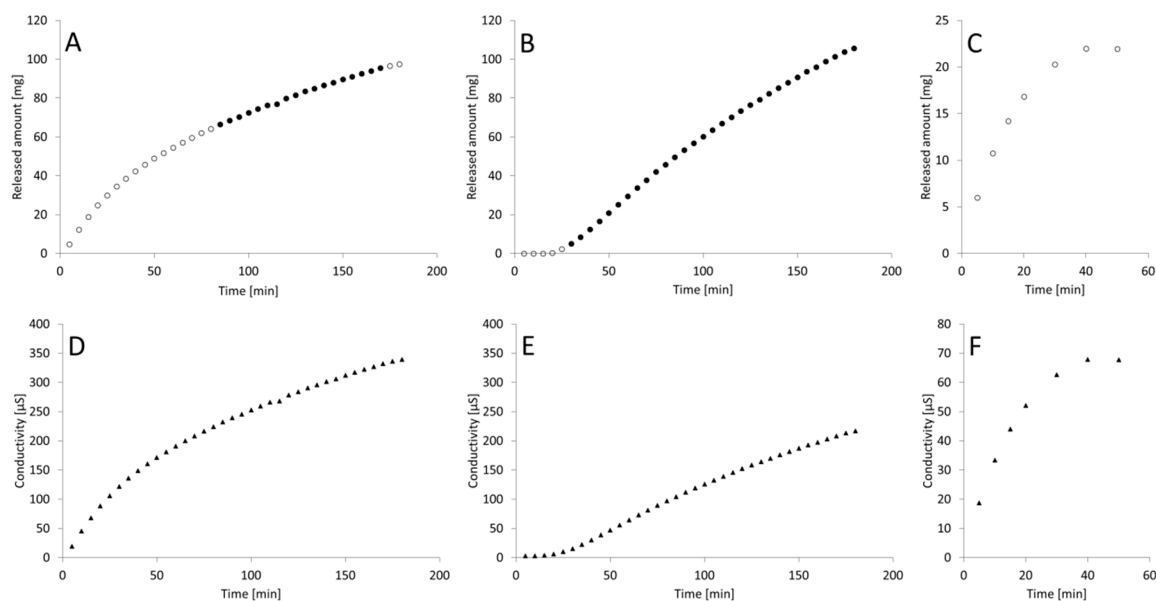 A
Released amount [mg]
120
100
80
60
40
20
0
0 50 100 150 200
Time [min]
B
Released amount [mg]
120
100
80
60
40
20
0
0 50 100 150 200
Time [min]
C
Released amount [mg]
25
20
15
10
5
0
0 20 40 60
Time [min]
D
Conductivity [µS]
400
350
300
250
200
150
100
50
0
0 50 100 150 200
Time [min]
E
Conductivity [µS]
400
350
300
250
200
150
100
50
0
0 50 100 150 200
Time [min]
F
Conductivity [µS]
80
70
60
50
40
30
20
10
0
0 20 40 60
Time [min]